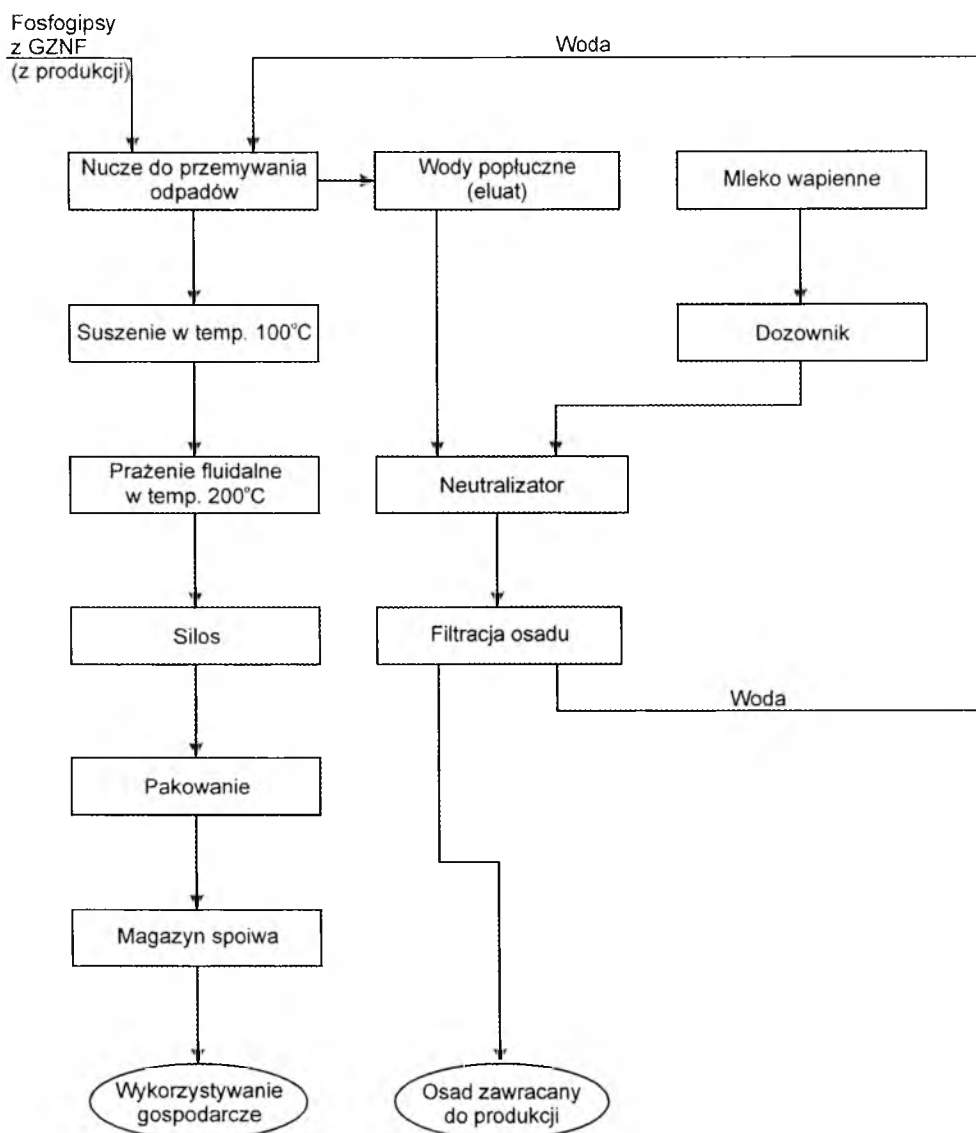 Fosfogipsy
z GZNF
(z produkcji)
Woda
Nucze do przemywania
odpadów
Wody popłuczne
(eluat)
Mleko wapienne
Suszenie w temp. 100°C
Dozownik
Prażenie fluidalne
w temp. 200°C
Neutralizator
Silos
Filtracja osadu
Woda
Pakowanie
Magazyn spoiwa
Wykorzystywanie
gospodarcze
Osad zawracany
do produkcji